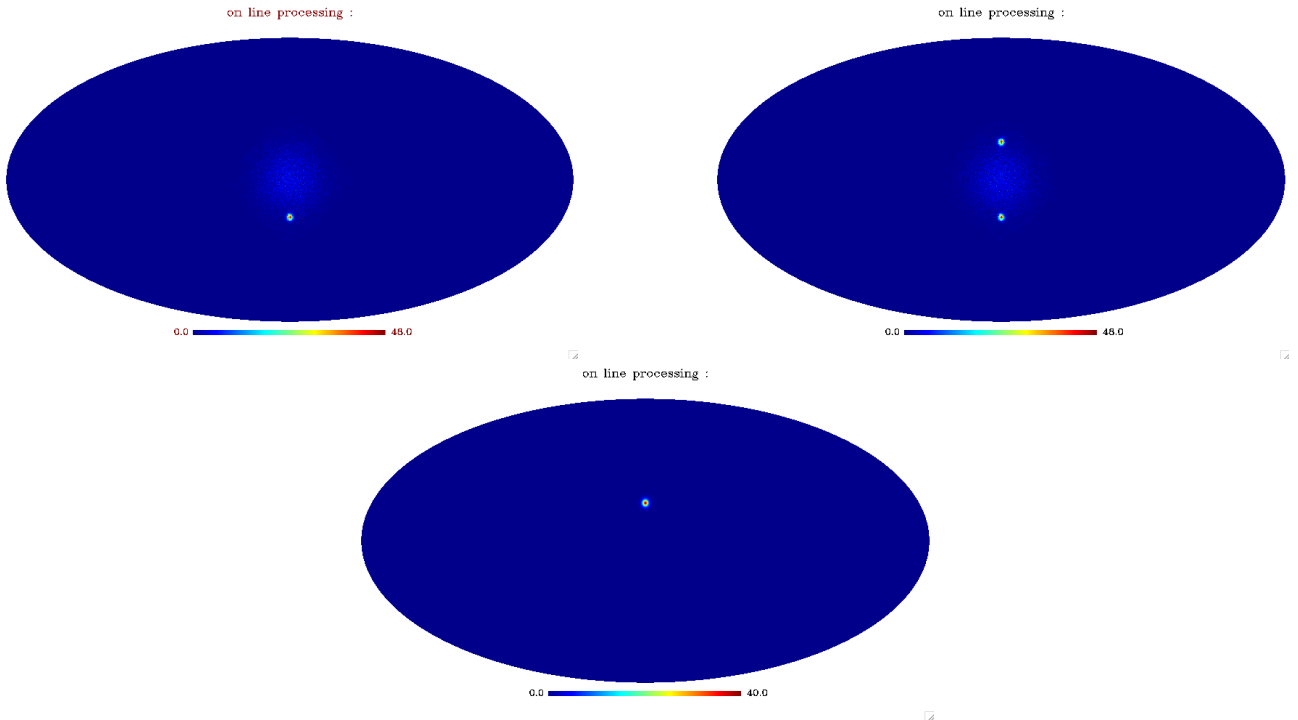 on line processing :
on line processing :
0.0 48.0
0.0 48.0
on line processing :
0.0 40.0